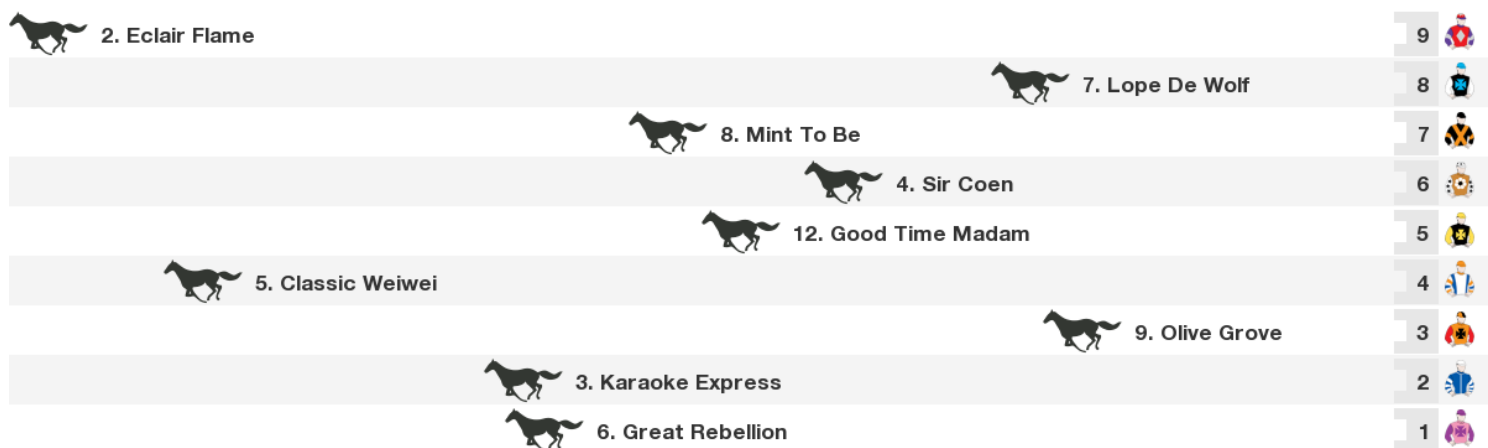 2. Eclair Flame 9
7. Lope De Wolf 8
8. Mint To Be 7
4. Sir Coen 6
12. Good Time Madam 5
5. Classic Weiwei 4
9. Olive Grove 3
3. Karaoke Express 2
6. Great Rebellion 1